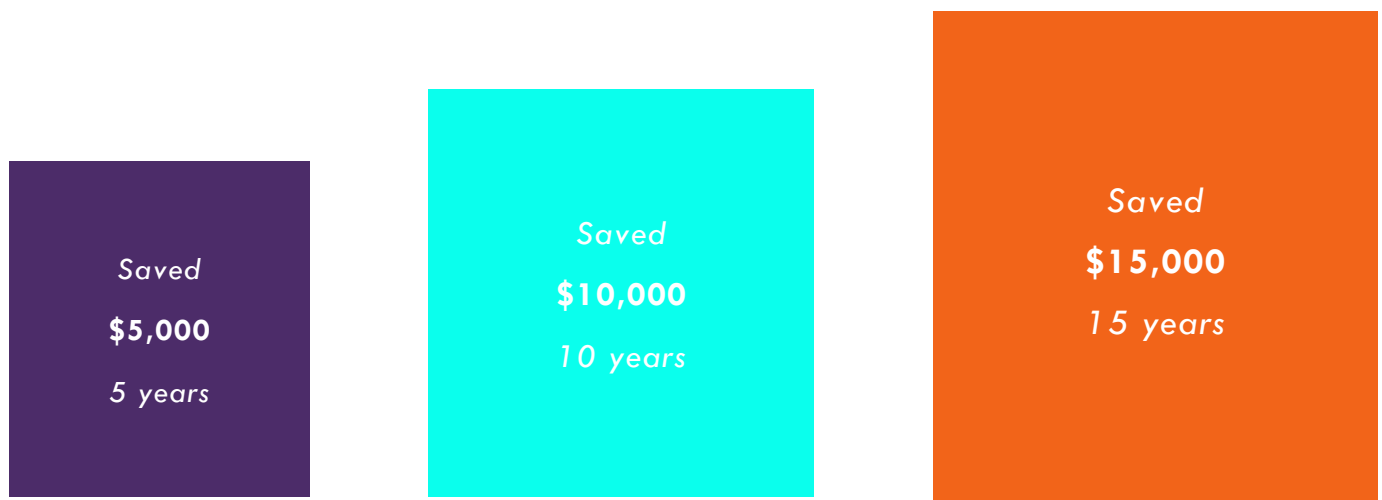 Saved
$5,000
5 years
Saved
$10,000
10 years
Saved
$15,000
15 years